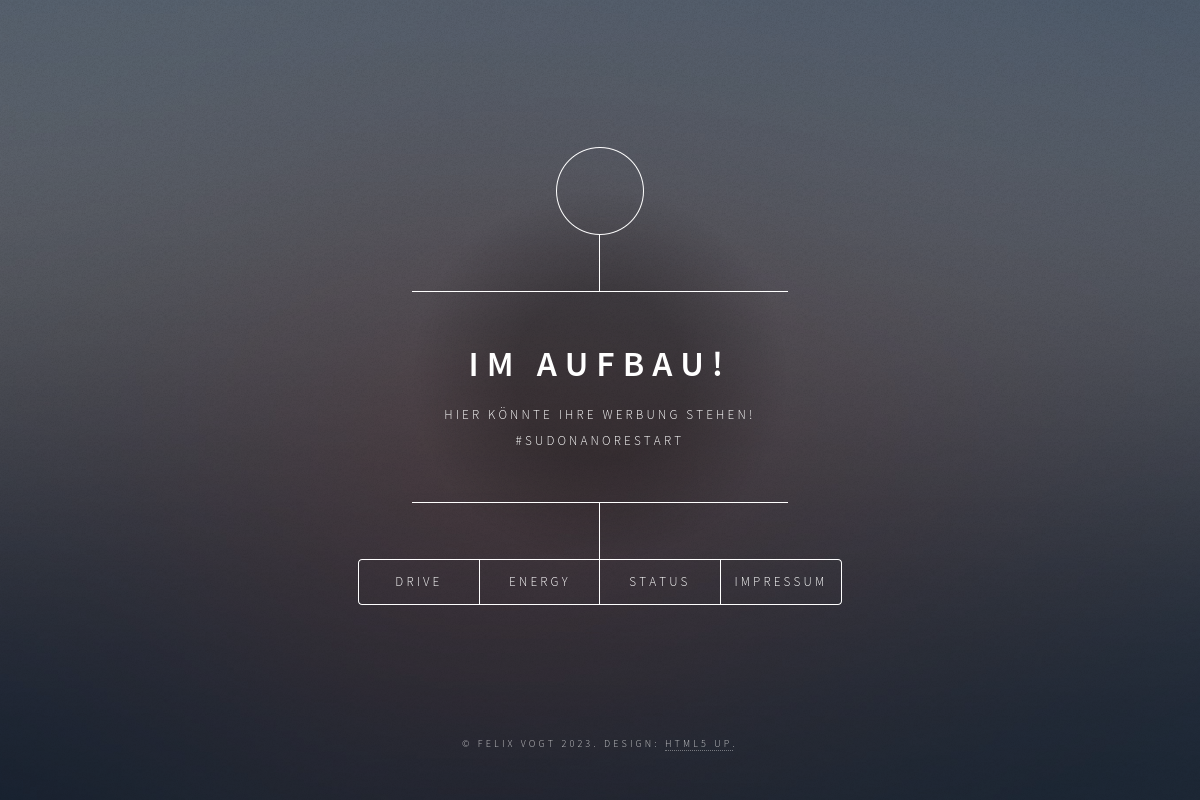 IM AUFBAU!
HIER KÖNNTE IHRE WERBUNG STEHEN!
#SUDONANORESTART
DRIVE
ENERGY
STATUS
IMPRESSUM
© FELIX VOGT 2023. DESIGN: HTML5 UP.